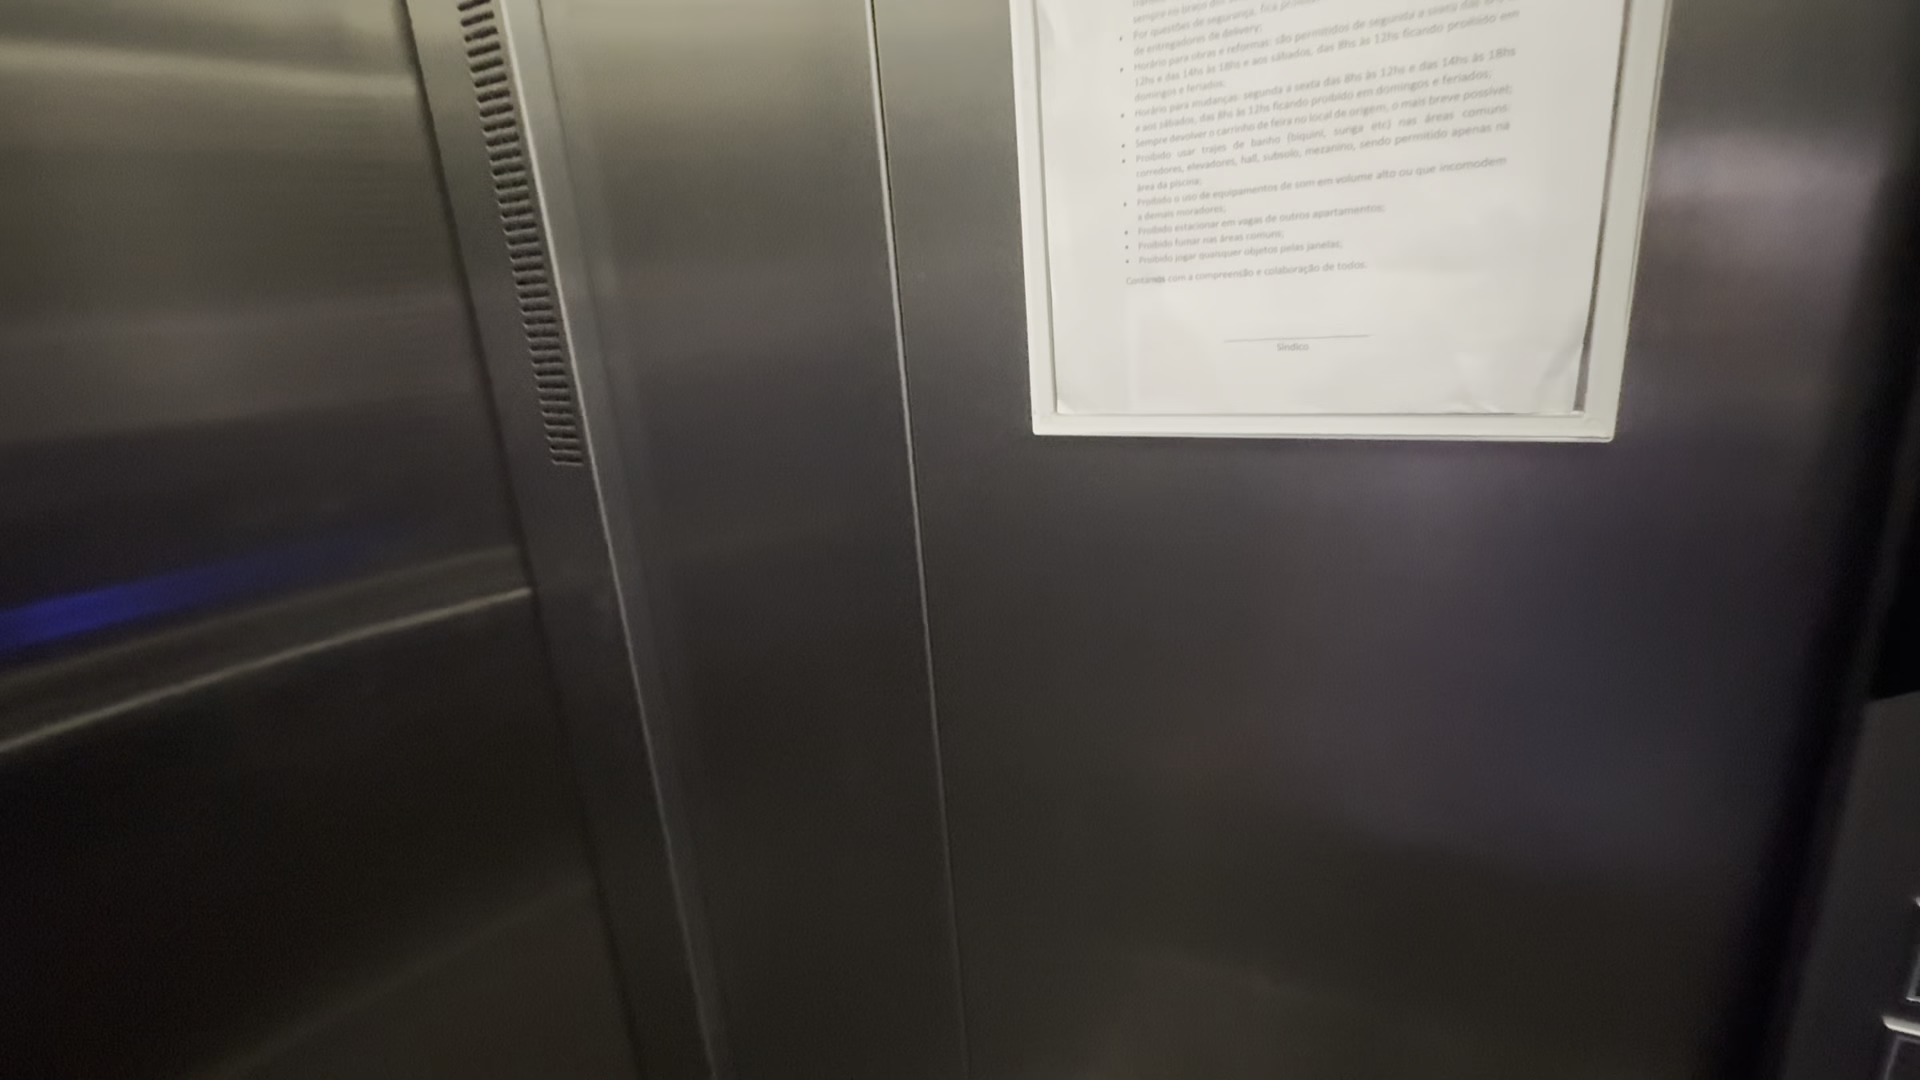 sempre no braço dos
• Por questões de segurança, fica
de entregadores de delivery;
• Horário para obras e reformas: são permitidos de segunda a sexta das
12hs e das 14hs às 18hs e aos sábados, das 8hs às 12hs ficando proibido em
domingos e feriados;
• Horário para mudanças: segunda a sexta das 8hs às 12hs e das 14hs às 18hs
e aos sábados, das 8hs às 12hs ficando proibido em domingos e feriados;
• Sempre devolver o carrinho de feira no local de origem, o mais breve possível;
• Proibido usar trajes de banho (biquini, sunga etc) nas áreas comuns:
corredores, elevadores, hall, subsolo, mezanino, sendo permitido apenas na
área da piscina;
• Proibido o uso de equipamentos de som em volume alto ou que incomodem
a demais moradores;
• Proibido estacionar em vagas de outros apartamentos;
• Proibido fumar nas áreas comuns;
• Proibido jogar quaisquer objetos pelas janelas;
Contamos com a compreensão e colaboração de todos.
Síndico